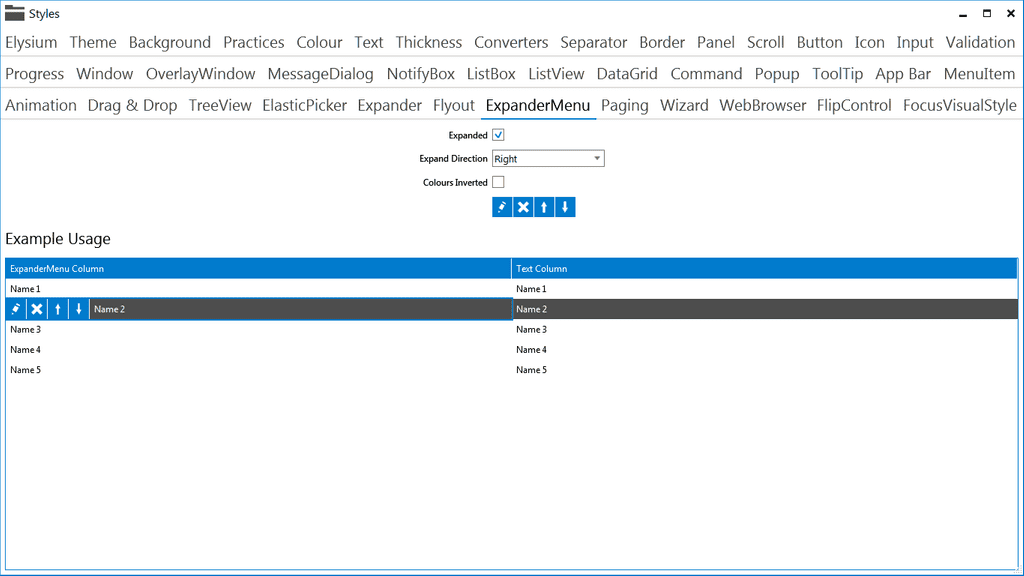 Styles
Elysium Theme Background Practices Colour Text Thickness Converters Separator Border Panel Scroll Button Icon Input Validation
Progress Window OverlayWindow MessageDialog NotifyBox ListBox ListView DataGrid Command Popup ToolTip App Bar MenuItem
Animation Drag & Drop TreeView ElasticPicker Expander Flyout ExpanderMenu Paging Wizard WebBrowser FlipControl FocusVisualStyle
Expanded
Expand Direction Right
Colours Inverted
Example Usage
ExpanderMenu Column Text Column
Name 1 Name 1
Name 2 Name 2
Name 3 Name 3
Name 4 Name 4
Name 5 Name 5